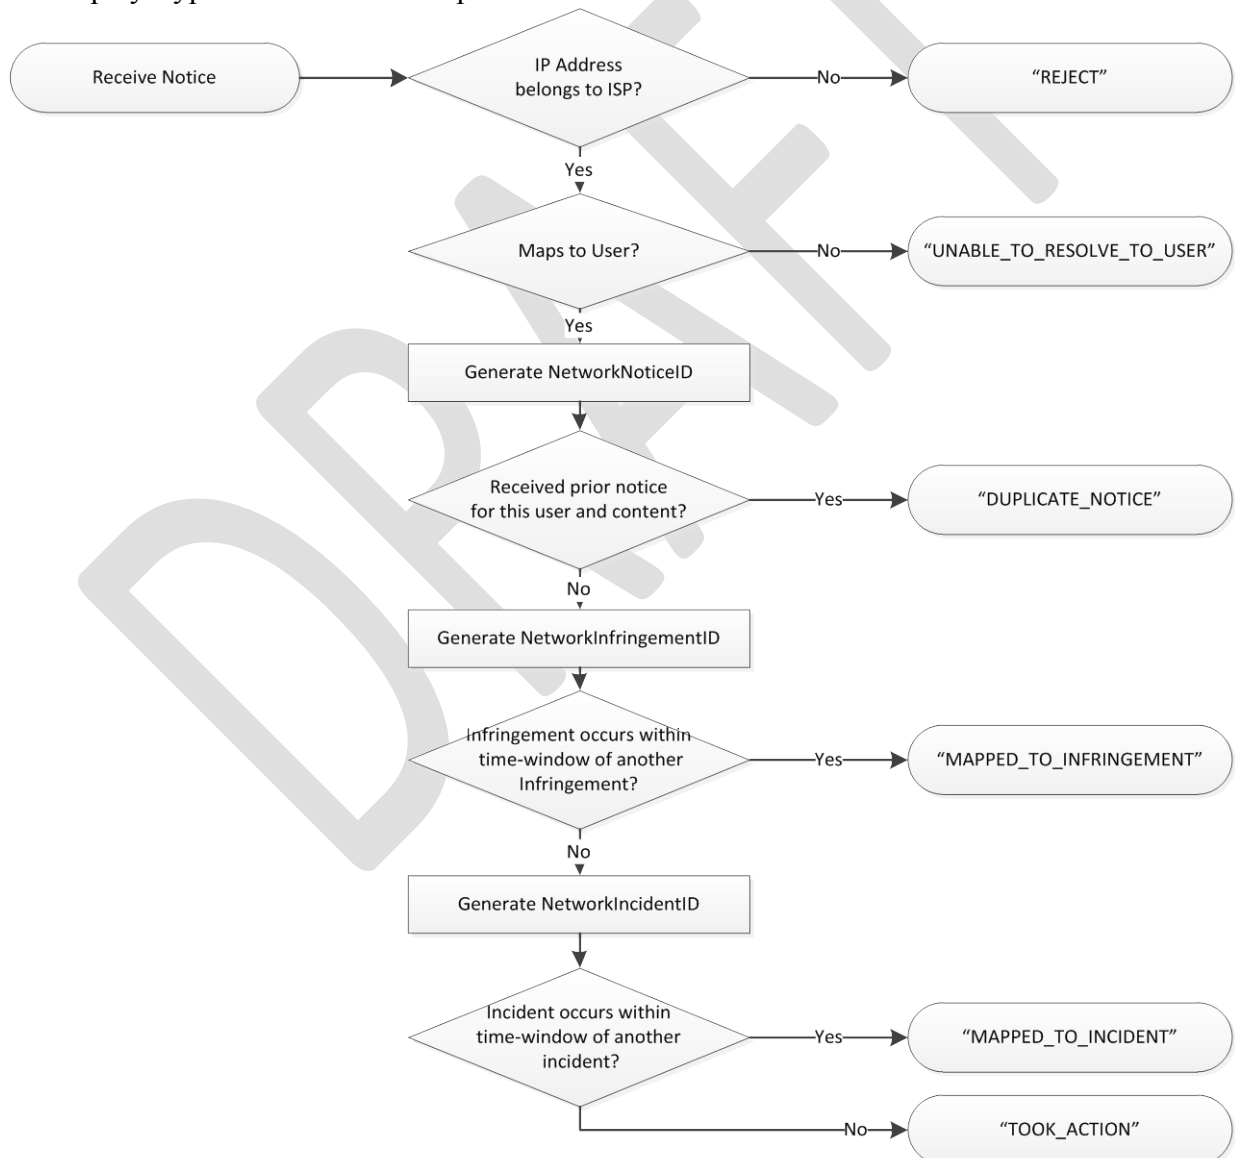 Receive Notice
IP Address
belongs to ISP?
No
“REJECT”
Yes
Maps to User?
No
“UNABLE_TO_RESOLVE_TO_USER”
Yes
Generate NetworkNoticeID
Received prior notice
for this user and content?
Yes
“DUPLICATE_NOTICE”
No
Generate NetworkInfringementID
Infringement occurs within
time-window of another
Infringement?
Yes
“MAPPED_TO_INFRINGEMENT”
No
Generate NetworkIncidentID
Incident occurs within
time-window of another
incident?
Yes
“MAPPED_TO_INCIDENT”
No
“TOOK_ACTION”
DRAFT